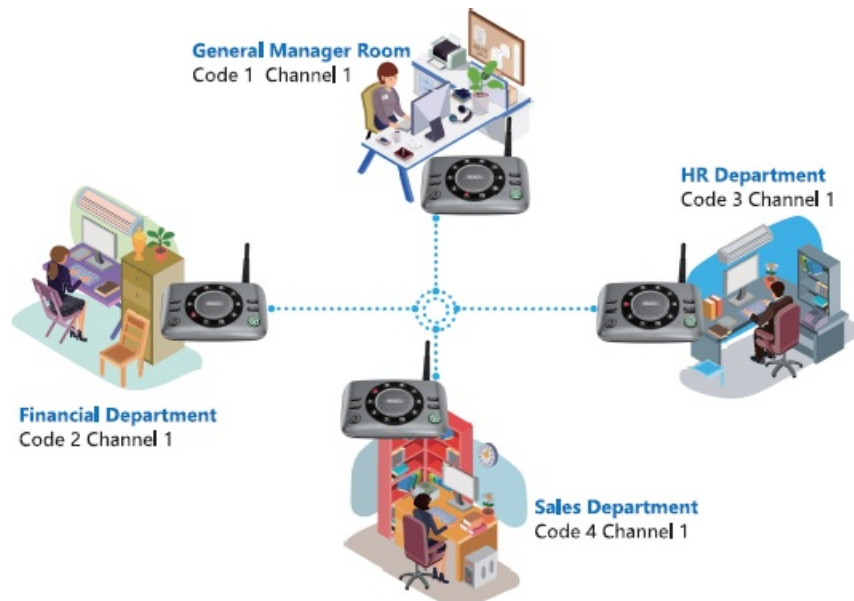 General Manager Room
Code 1 Channel 1
HR Department
Code 3 Channel 1
Financial Department
Code 2 Channel 1
Sales Department
Code 4 Channel 1